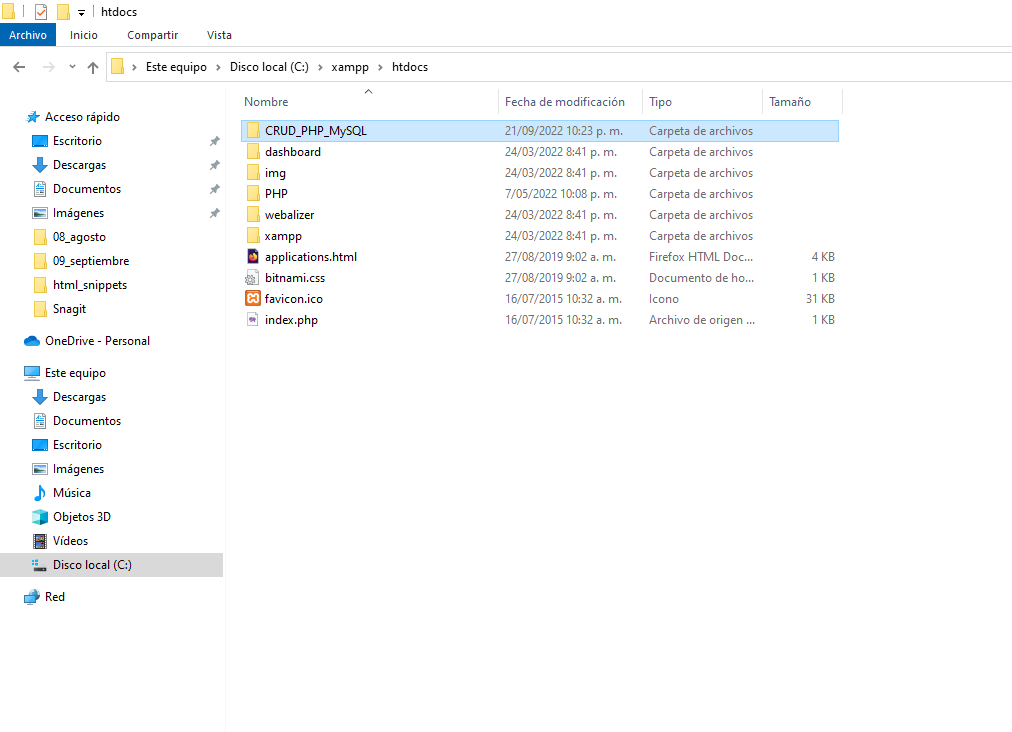 htdocs
Archivo Inicio Compartir Vista
Este equipo Disco local (C:) xampp htdocs
Nombre Fecha de modificación Tipo Tamaño
Acceso rápido
Escritorio
Descargas
Documentos
Imágenes
08_agosto
09_septiembre
html_snippets
Snagit
OneDrive - Personal
Este equipo
Descargas
Documentos
Escritorio
Imágenes
Música
Objetos 3D
Vídeos
Disco local (C:)
Red
CRUD_PHP_MySQL 21/09/2022 10:23 p. m. Carpeta de archivos
dashboard 24/03/2022 8:41 p. m. Carpeta de archivos
img 24/03/2022 8:41 p. m. Carpeta de archivos
PHP 7/05/2022 10:08 p. m. Carpeta de archivos
webalizer 24/03/2022 8:41 p. m. Carpeta de archivos
xampp 24/03/2022 8:41 p. m. Carpeta de archivos
applications.html 27/08/2019 9:02 a. m. Firefox HTML Doc... 4 KB
bitnami.css 27/08/2019 9:02 a. m. Documento de ho... 1 KB
favicon.ico 16/07/2015 10:32 a. m. Icono 31 KB
index.php 16/07/2015 10:32 a. m. Archivo de origen ... 1 KB